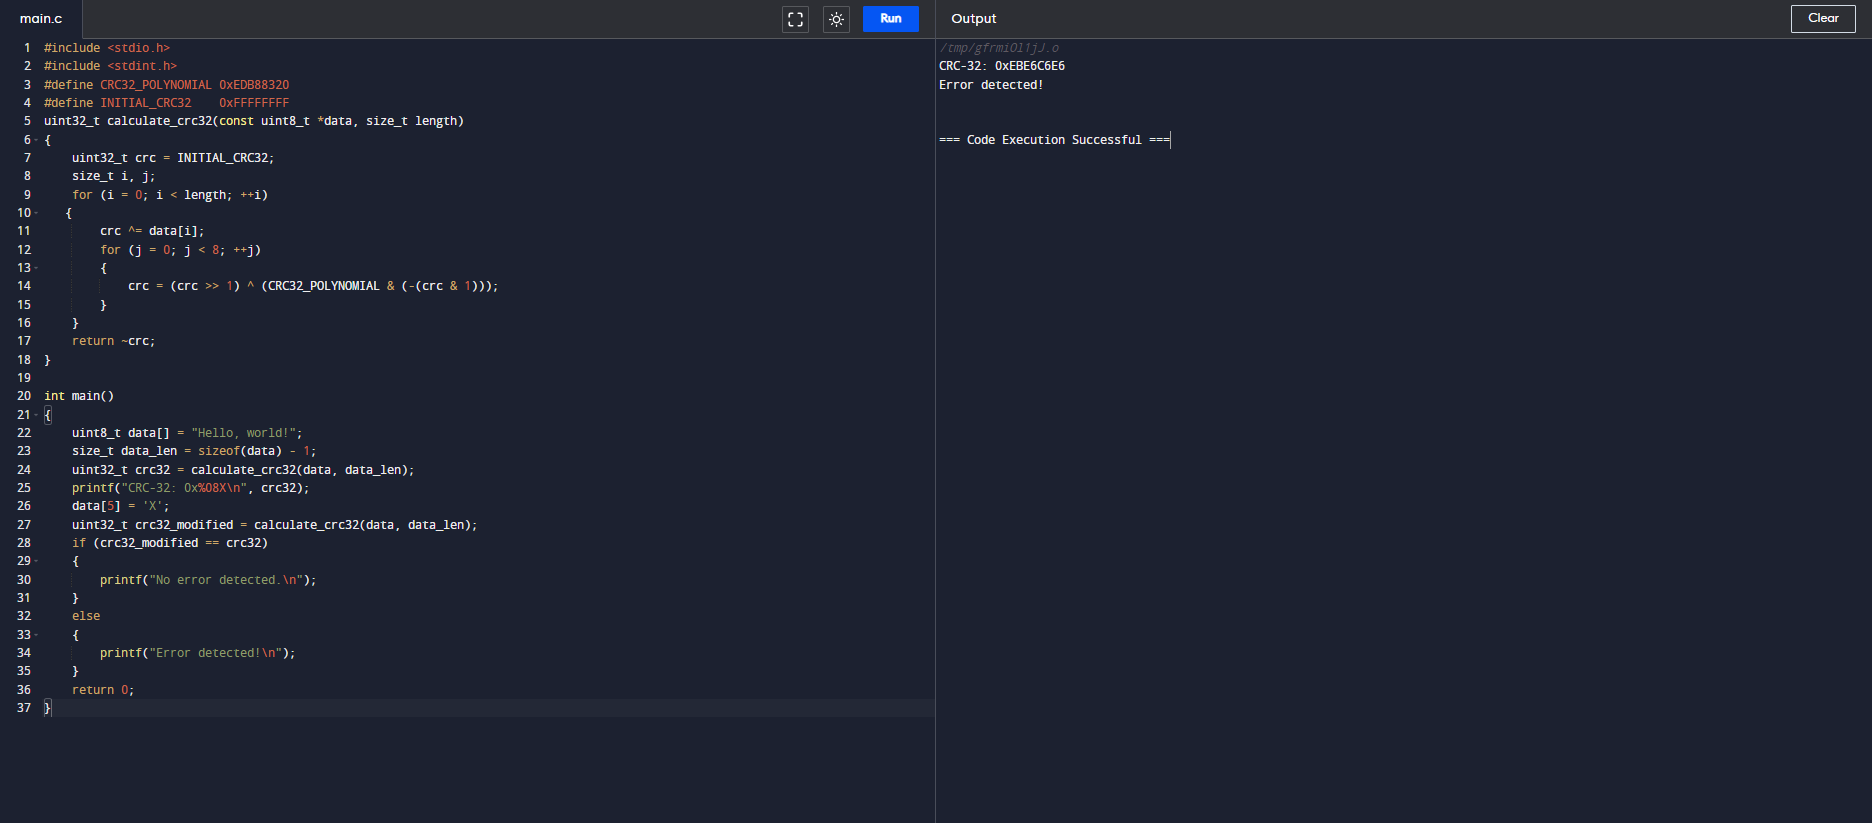 main.c
Run
1 #include <stdio.h>
2 #include <stdint.h>
3 #define CRC32_POLYNOMIAL 0xEDB88320
4 #define INITIAL_CRC32    0xFFFFFFFF
5 uint32_t calculate_crc32(const uint8_t *data, size_t length)
6 {
7     uint32_t crc = INITIAL_CRC32;
8     size_t i, j;
9     for (i = 0; i < length; ++i)
10    {
11         crc ^= data[i];
12         for (j = 0; j < 8; ++j)
13         {
14             crc = (crc >> 1) ^ (CRC32_POLYNOMIAL & (-(crc & 1)));
15         }
16     }
17     return ~crc;
18 }
19
20 int main()
21 {
22     uint8_t data[] = "Hello, world!";
23     size_t data_len = sizeof(data) - 1;
24     uint32_t crc32 = calculate_crc32(data, data_len);
25     printf("CRC-32: 0x%08X\n", crc32);
26     data[5] = 'X';
27     uint32_t crc32_modified = calculate_crc32(data, data_len);
28     if (crc32_modified == crc32)
29     {
30         printf("No error detected.\n");
31     }
32     else
33     {
34         printf("Error detected!\n");
35     }
36     return 0;
37 }
Output
Clear
/tmp/gfrmiOl1jJ.o
CRC-32: 0xEBE6C6E6
Error detected!
=== Code Execution Successful ===